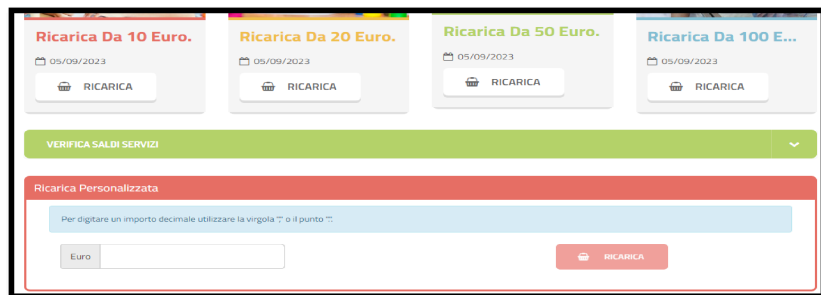 Ricarica Da 10 Euro.
05/09/2023
RICARICA
Ricarica Da 20 Euro.
05/09/2023
RICARICA
Ricarica Da 50 Euro.
05/09/2023
RICARICA
Ricarica Da 100 E...
05/09/2023
RICARICA
VERIFICA SALDI SERVIZI
Ricarica Personalizzata
Per digitare un importo decimale utilizzare la virgola "," o il punto ".".
Euro
RICARICA